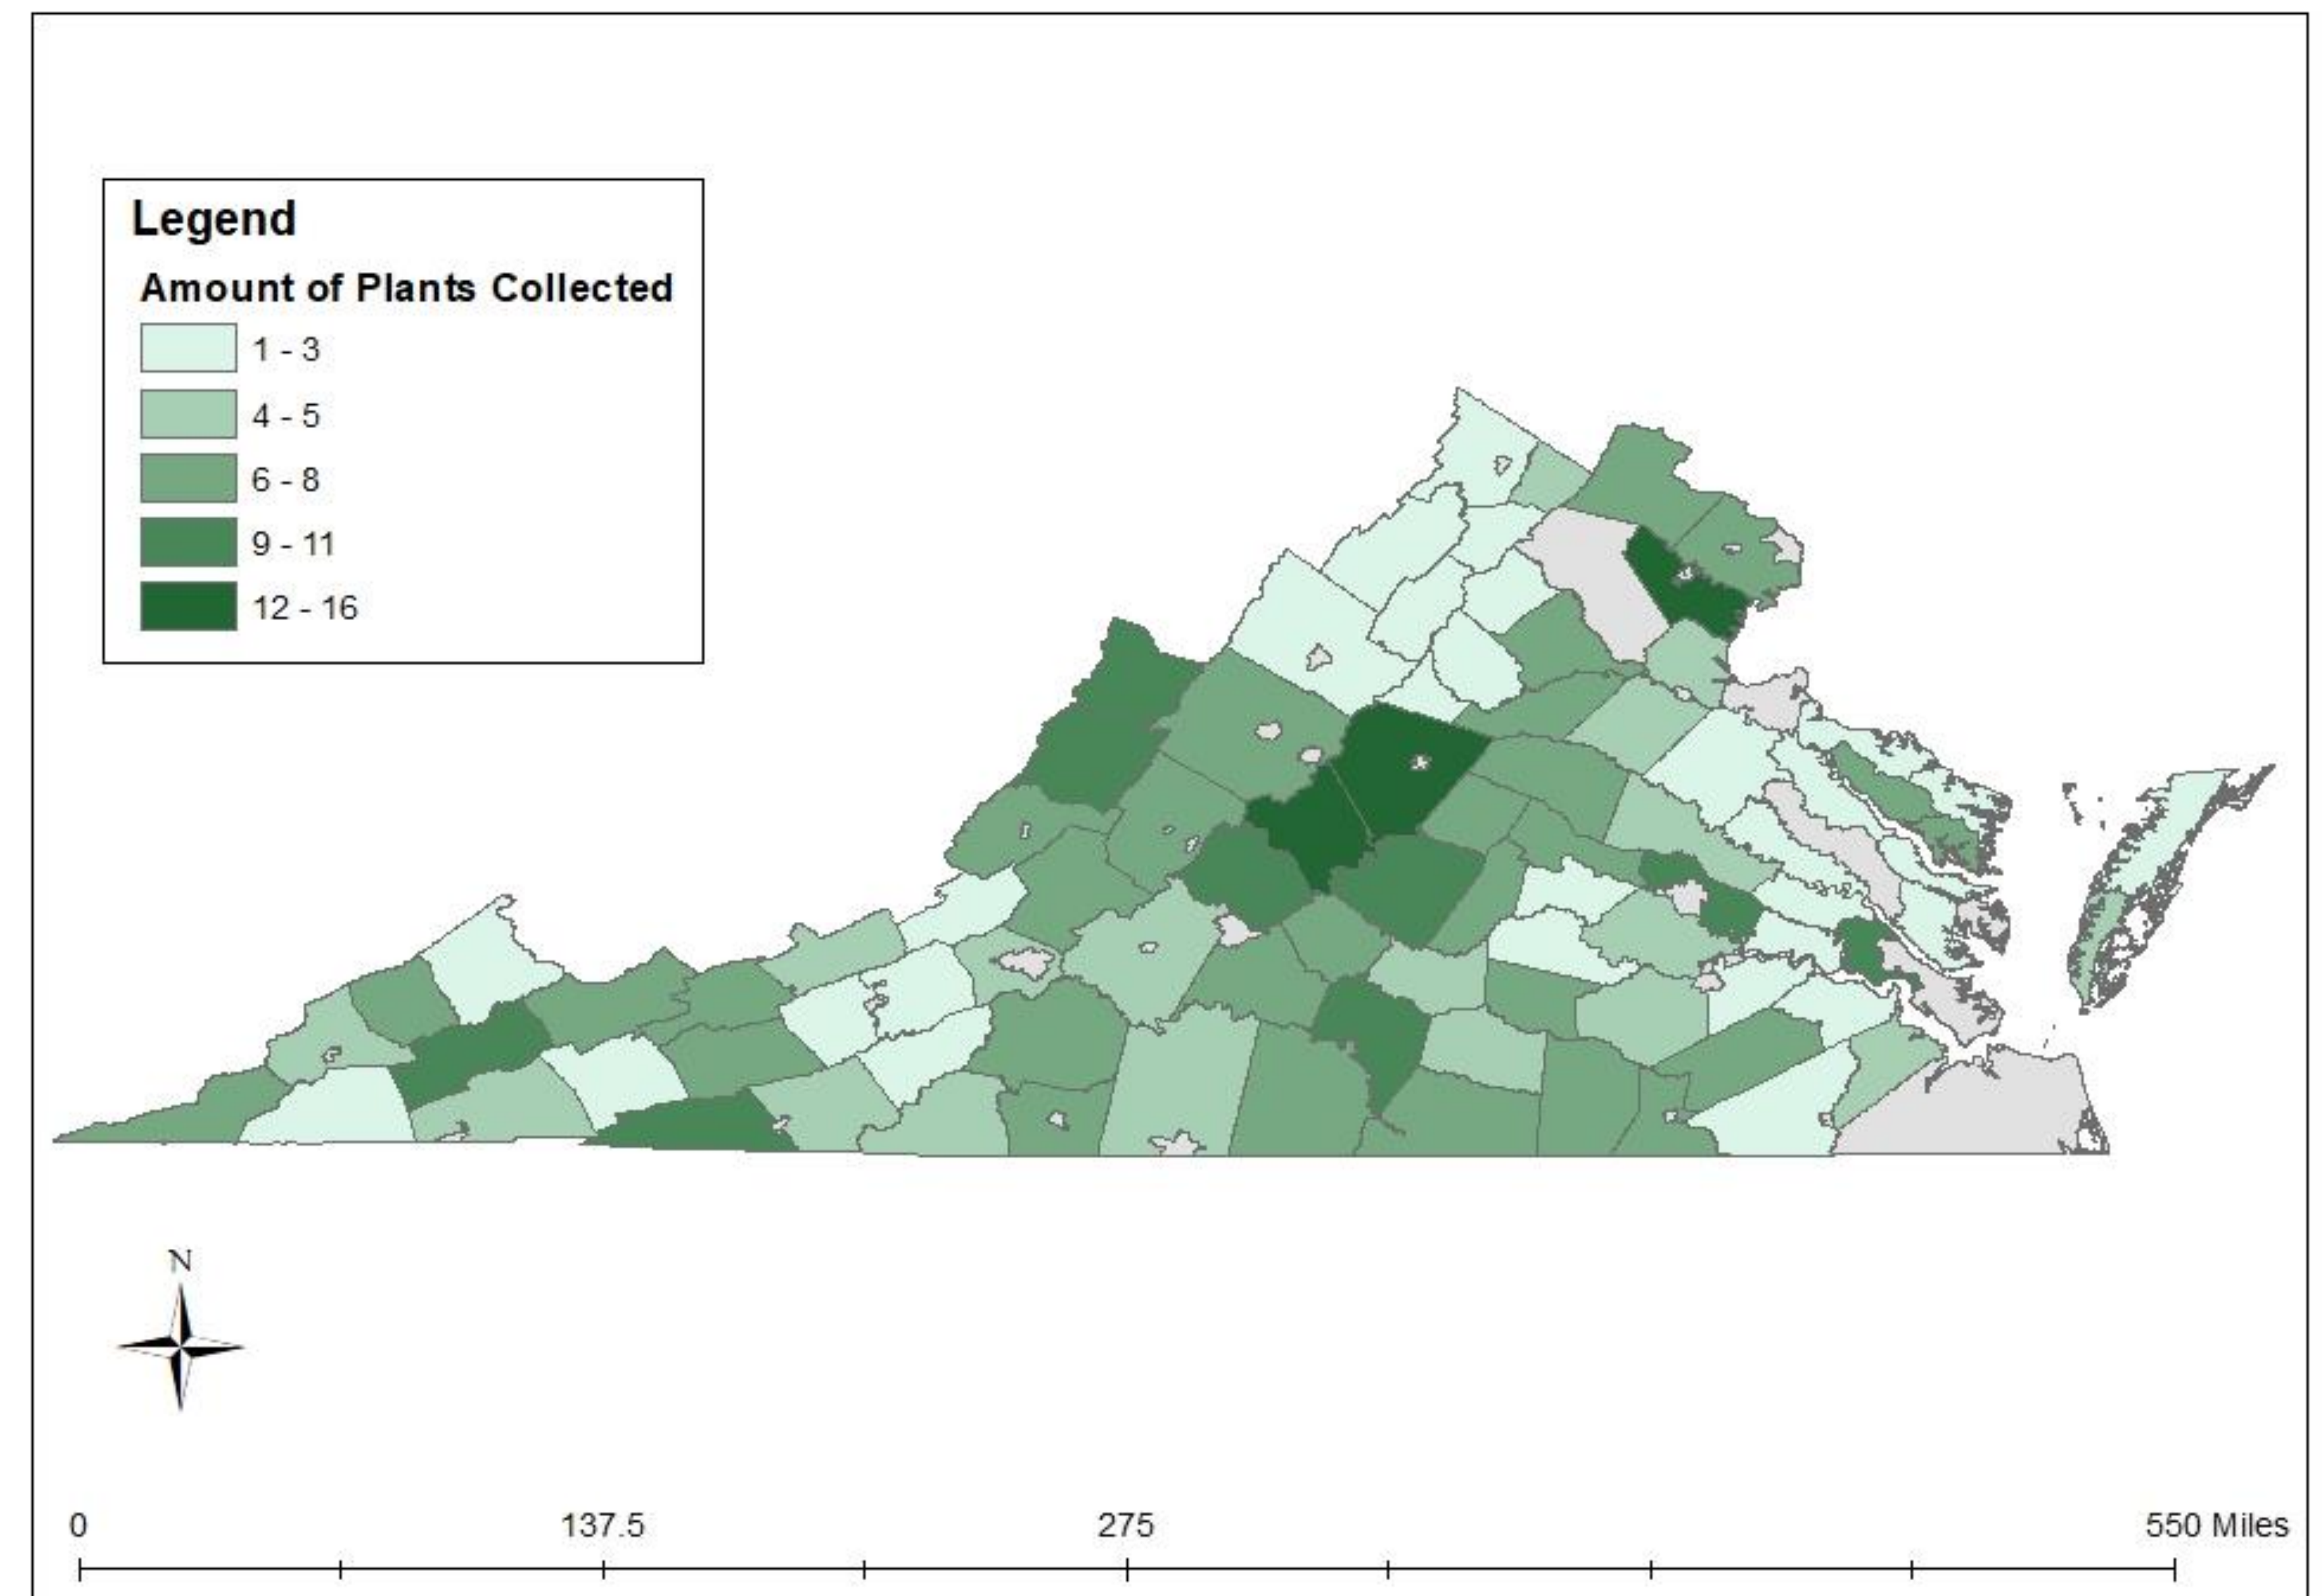 Legend
Amount of Plants Collected
1 - 3
4 - 5
6 - 8
9 - 11
12 - 16
N
0 137.5 275 550 Miles